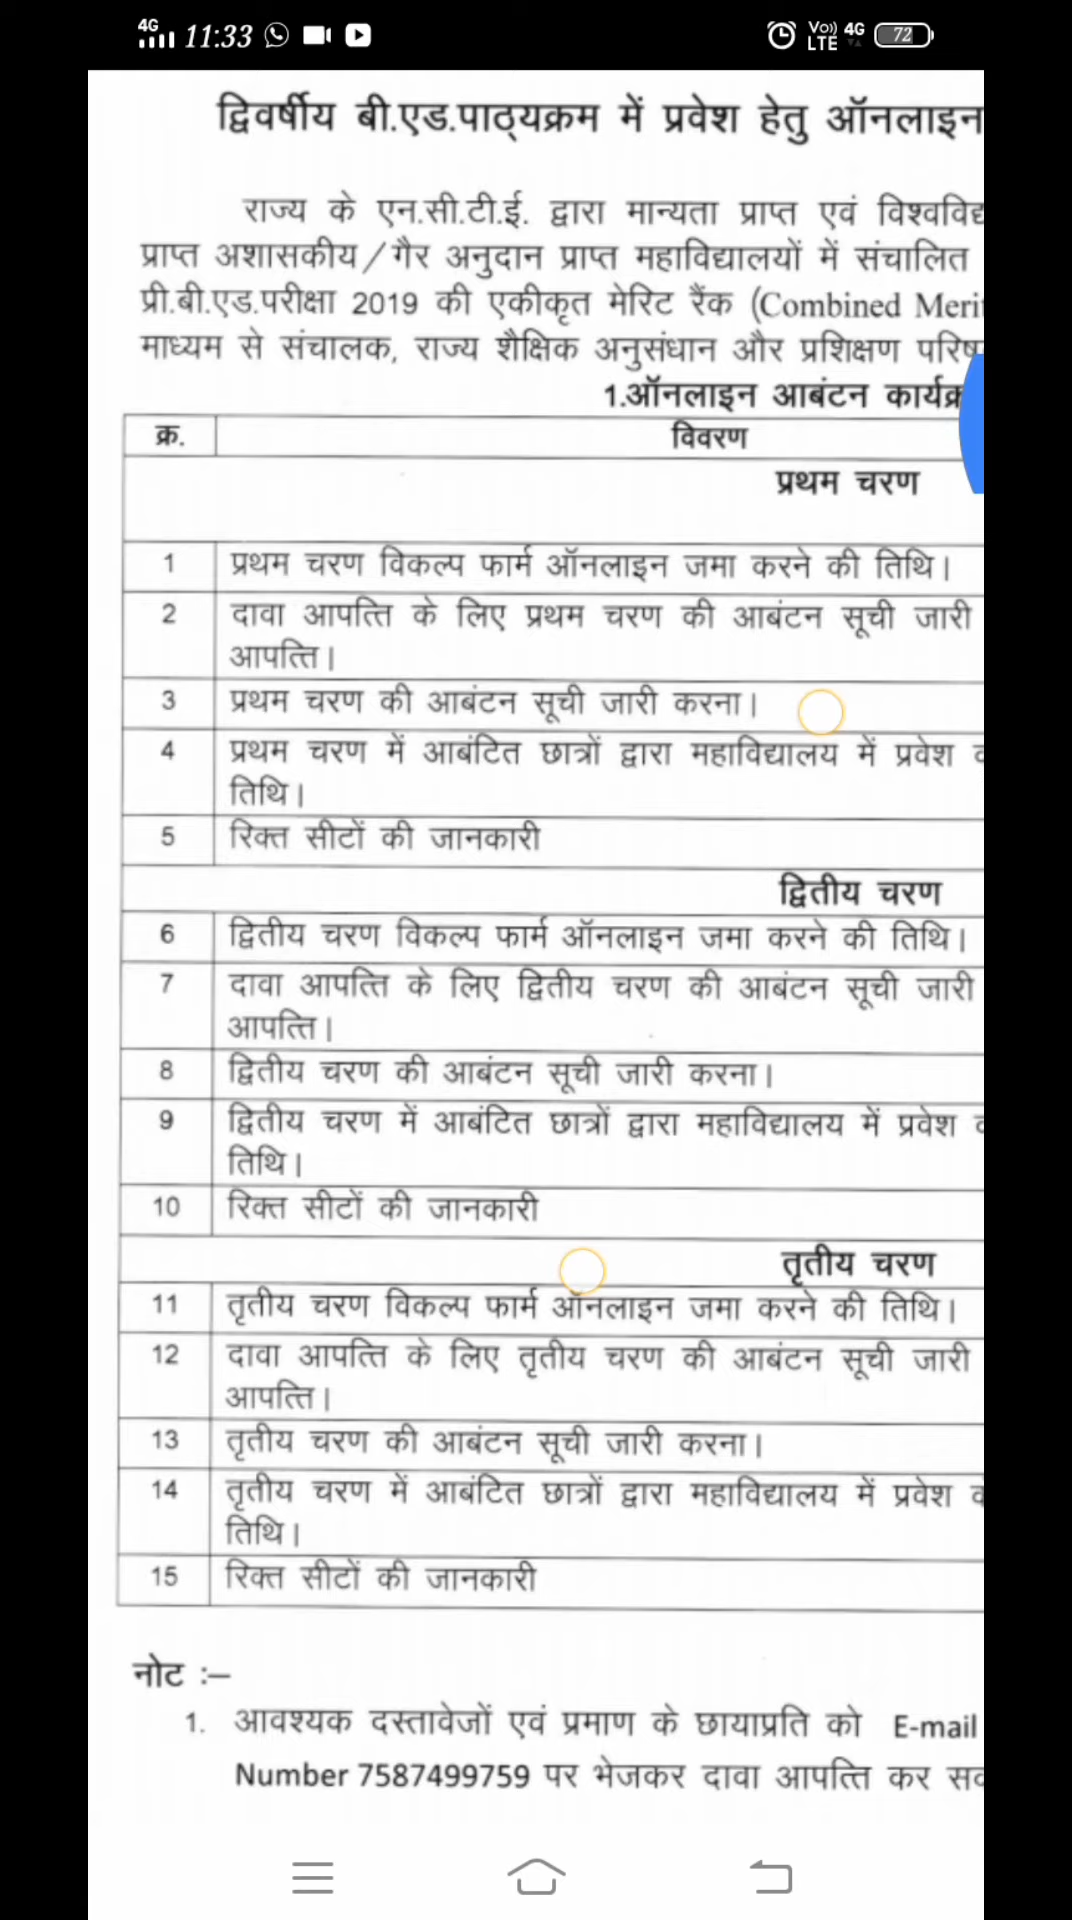 4G 11:33 Vo)) LTE 4G 72
द्विवर्षीय बी.एड.पाठ्यक्रम में प्रवेश हेतु ऑनलाइन
राज्य के एन.सी.टी.ई. द्वारा मान्यता प्राप्त एवं
प्राप्त अशासकीय/गैर अनुदान प्राप्त महाविद्यालयों में संचालित
प्री.बी.एड.परीक्षा 2019 की एकीकृत मेरिट रैंक (Combined
माध्यम से संचालक, राज्य शैक्षिक अनुसंधान और प्रशिक्षण
1.ऑनलाइन आबंटन
क्र. विवरण
प्रथम चरण
1 प्रथम चरण विकल्प फार्म ऑनलाइन जमा करने की तिथि।
2 दावा आपत्ति के लिए प्रथम चरण की आबंटन सूची जारी
आपत्ति।
3 प्रथम चरण की आबंटन सूची जारी करना।
4 प्रथम चरण में आबंटित छात्रों द्वारा महाविद्यालय में प्रवेश
तिथि।
5 रिक्त सीटों की जानकारी
द्वितीय चरण
6 द्वितीय चरण विकल्प फार्म ऑनलाइन जमा करने की तिथि।
7 दावा आपत्ति के लिए द्वितीय चरण की आबंटन सूची जारी
आपत्ति।
8 द्वितीय चरण की आबंटन सूची जारी करना।
9 द्वितीय चरण में आबंटित छात्रों द्वारा महाविद्यालय में प्रवेश
तिथि।
10 रिक्त सीटों की जानकारी
तृतीय चरण
11 तृतीय चरण विकल्प फार्म ऑनलाइन जमा करने की तिथि।
12 दावा आपत्ति के लिए तृतीय चरण की आबंटन सूची जारी
आपत्ति।
13 तृतीय चरण की आबंटन सूची जारी करना।
14 तृतीय चरण में आबंटित छात्रों द्वारा महाविद्यालय में प्रवेश
तिथि।
15 रिक्त सीटों की जानकारी
नोट :–
1. आवश्यक दस्तावेजों एवं प्रमाण के छायाप्रति को E-mail
Number 7587499759 पर भेजकर दावा आपत्ति कर